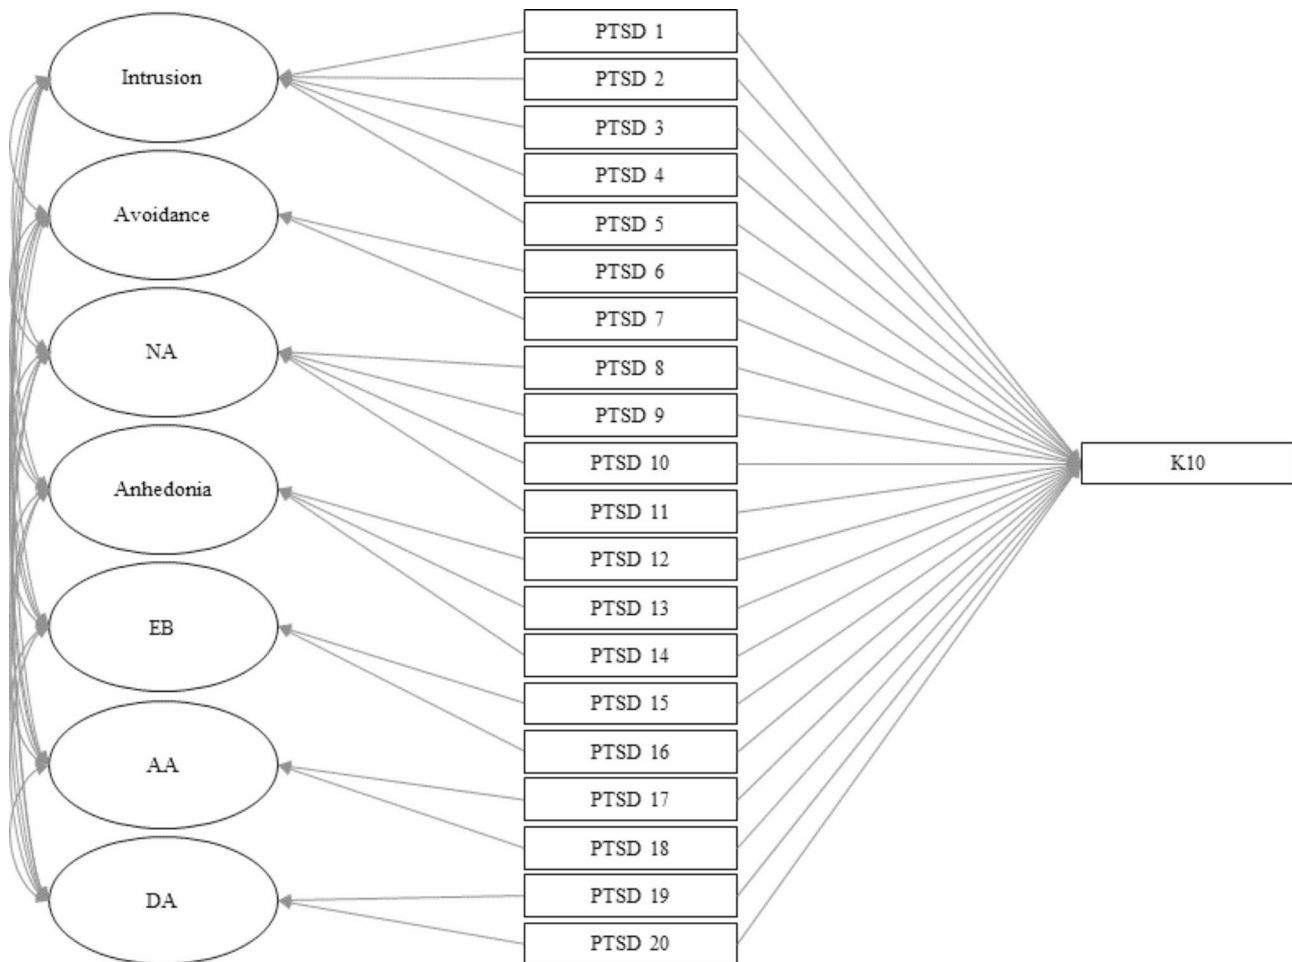 Intrusion
Avoidance
NA
Anhedonia
EB
AA
DA
PTSD 1
PTSD 2
PTSD 3
PTSD 4
PTSD 5
PTSD 6
PTSD 7
PTSD 8
PTSD 9
PTSD 10
PTSD 11
PTSD 12
PTSD 13
PTSD 14
PTSD 15
PTSD 16
PTSD 17
PTSD 18
PTSD 19
PTSD 20
K10